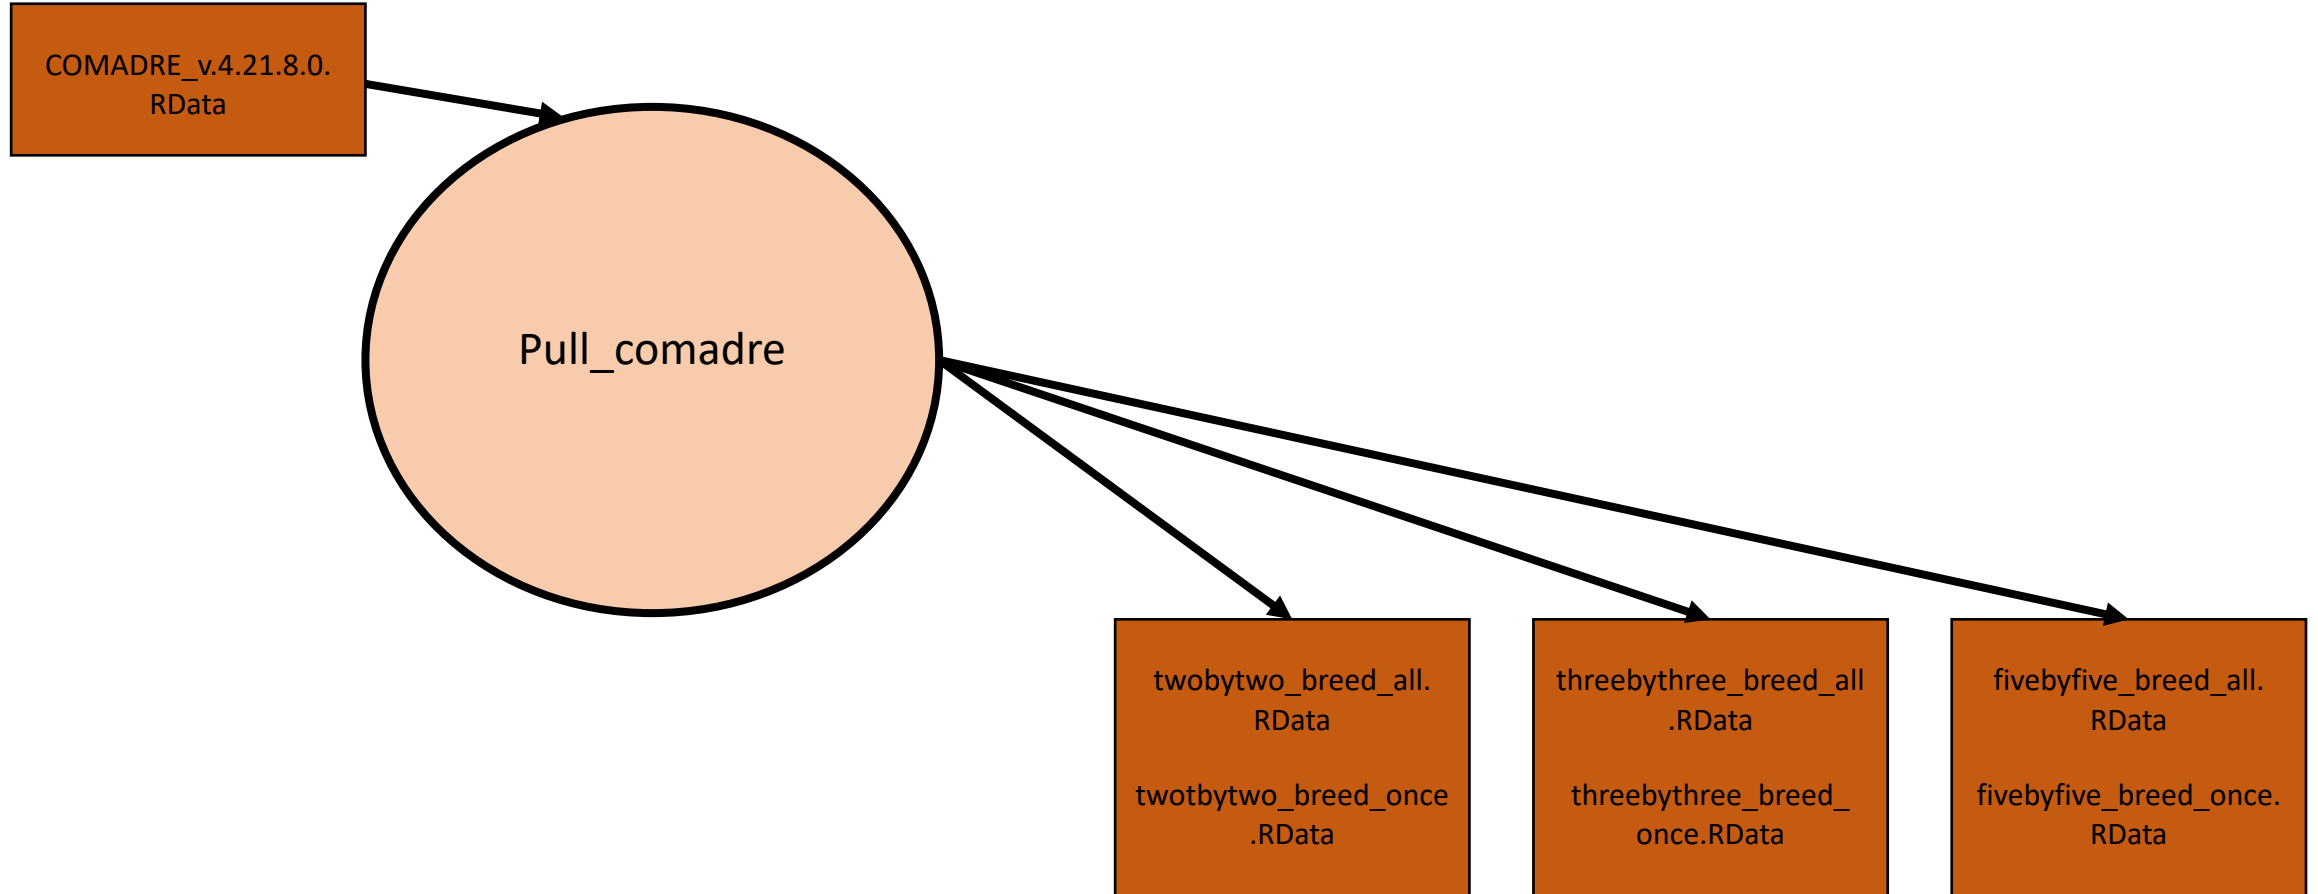 COMADRE_v.4.21.8.0.
RData
Pull_comadre
twobytwo_breed_all.
RData
twotbytwo_breed_once
.RData
threebythree_breed_all
.RData
threebythree_breed_
once.RData
fivebyfive_breed_all.
RData
fivebyfive_breed_once.
RData